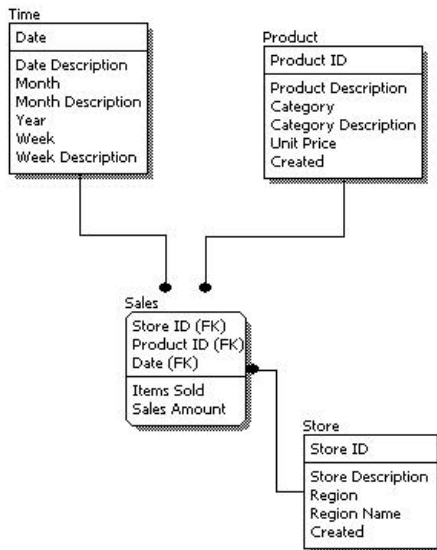 Time
Date
Date Description
Month
Month Description
Year
Week
Week Description
Product
Product ID
Product Description
Category
Category Description
Unit Price
Created
Sales
Store ID (FK)
Product ID (FK)
Date (FK)
Items Sold
Sales Amount
Store
Store ID
Store Description
Region
Region Name
Created